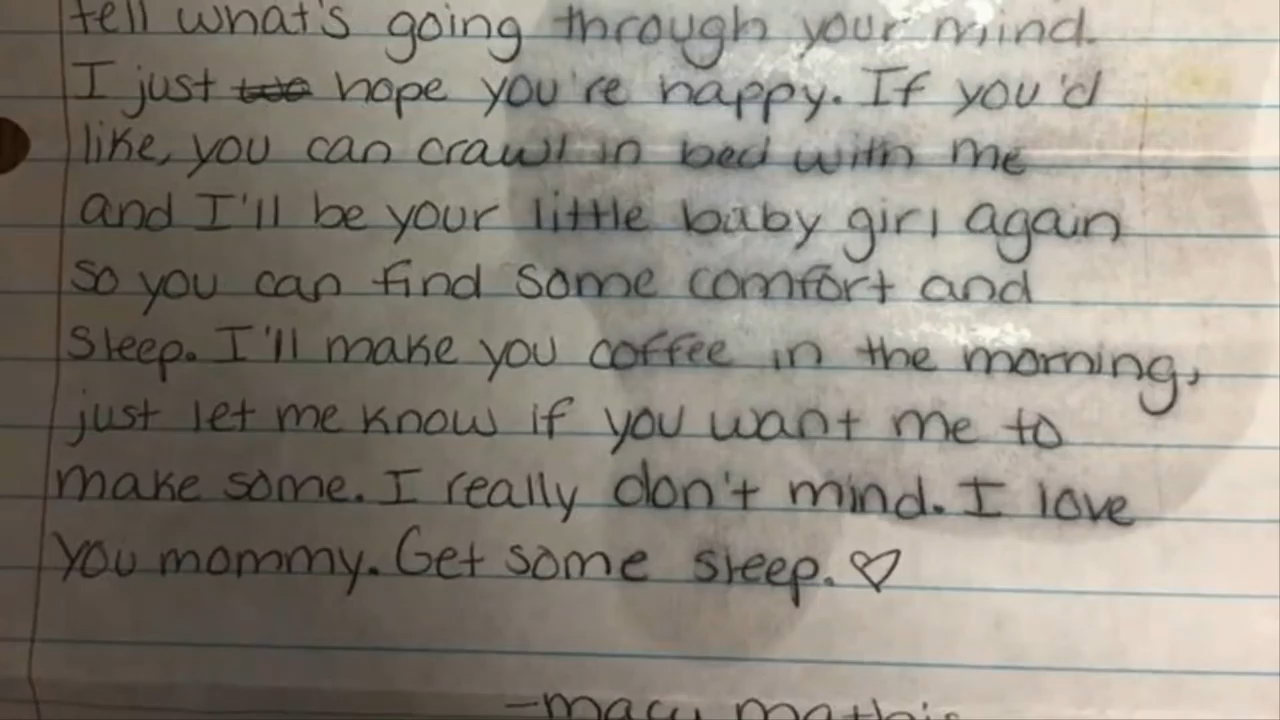 tell what's going through your mind.
I just hope you're happy. If you'd
like, you can crawl in bed with me
and I'll be your little baby girl again
so you can find some comfort and
sleep. I'll make you coffee in the morning,
just let me know if you want me to
make some. I really don't mind. I love
you mommy. Get some sleep. ♡
-macy mathis